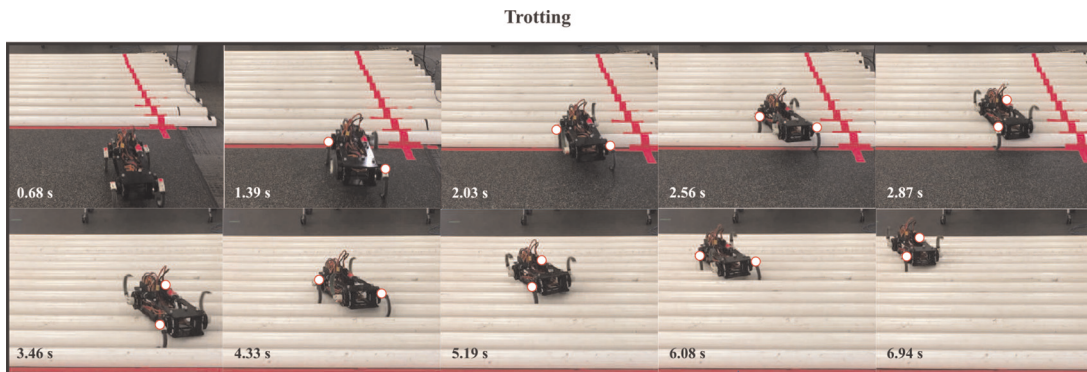 Trotting
0.68 s
1.39 s
2.03 s
2.56 s
2.87 s
3.46 s
4.33 s
5.19 s
6.08 s
6.94 s